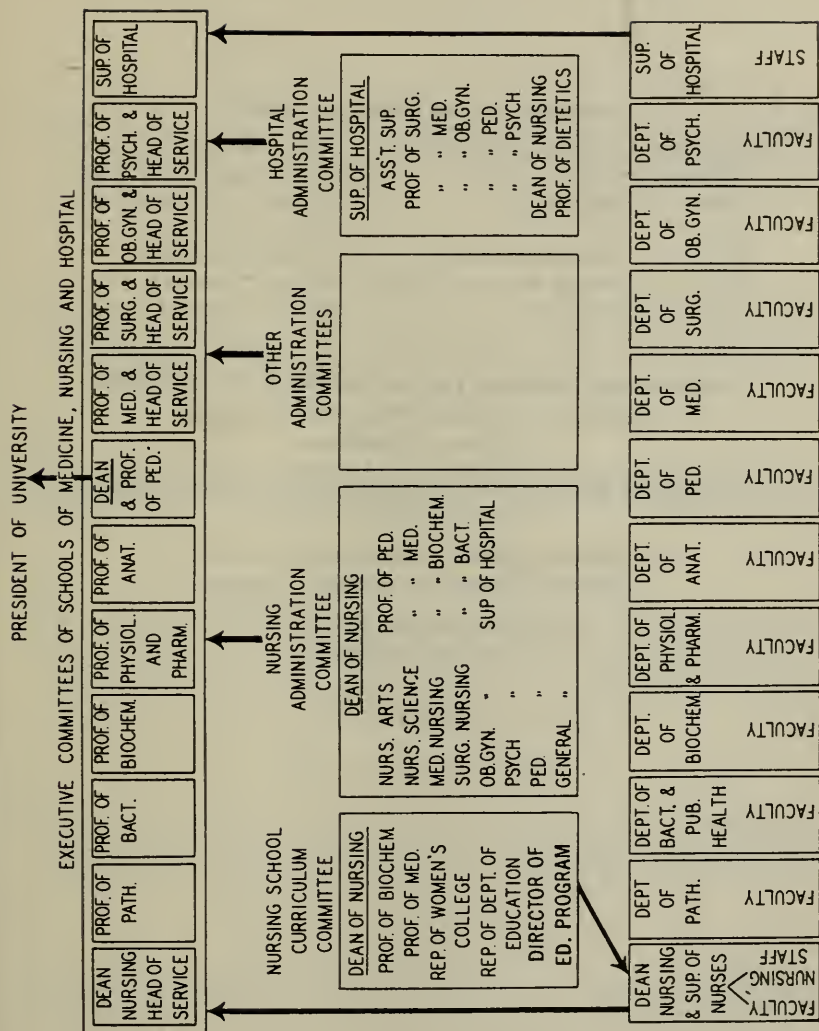 PRESIDENT OF UNIVERSITY
EXECUTIVE COMMITTEES OF SCHOOLS OF MEDICINE, NURSING AND HOSPITAL
DEAN
NURSING
HEAD OF
SERVICE
PROF. OF
PATH.
PROF. OF
BACT.
PROF. OF
BIOCHEM.
PROF. OF
PHYSIOL.
AND
PHARM.
PROF. OF
ANAT.
DEAN
& PROF.
OF PED.
PROF. OF
MED. &
HEAD OF
SERVICE
PROF. OF
SURG. &
HEAD OF
SERVICE
PROF. OF
OB.GYN. &
HEAD OF
SERVICE
PROF. OF
PSYCH. &
HEAD OF
SERVICE
SUP. OF
HOSPITAL
NURSING SCHOOL
CURRICULUM
COMMITTEE
DEAN OF NURSING
PROF. OF BIOCHEM.
PROF. OF MED.
REP. OF WOMEN'S
COLLEGE
REP. OF DEPT. OF
EDUCATION
DIRECTOR OF
ED. PROGRAM
NURSING
ADMINISTRATION
COMMITTEE
DEAN OF NURSING
NURS. ARTS PROF. OF PED.
NURS. SCIENCE " " MED.
MED. NURSING " " BIOCHEM.
SURG. NURSING " " BACT.
OB.GYN. " SUP OF HOSPITAL
PSYCH "
PED. "
GENERAL "
OTHER
ADMINISTRATION
COMMITTEES
HOSPITAL
ADMINISTRATION
COMMITTEE
SUP. OF HOSPITAL
ASS'T. SUP.
PROF OF SURG.
" " MED.
" " OB.GYN.
" " PED.
" " PSYCH
DEAN OF NURSING
PROF. OF DIETETICS
DEAN
NURSING
& SUP. OF
NURSES
FACULTY
NURSING
STAFF
DEPT
OF
PATH.
FACULTY
DEPT. OF
BACT. &
PUB.
HEALTH
FACULTY
DEPT.
OF
BIOCHEM.
FACULTY
DEPT. OF
PHYSIOL.
& PHARM.
FACULTY
DEPT.
OF
ANAT.
FACULTY
DEPT.
OF
PED.
FACULTY
DEPT.
OF
MED.
FACULTY
DEPT.
OF
SURG.
FACULTY
DEPT.
OF
OB. GYN.
FACULTY
DEPT.
OF
PSYCH.
FACULTY
SUP.
OF
HOSPITAL
STAFF